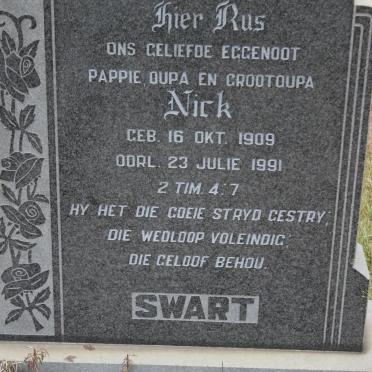 Hier Rus
ONS GELIEFDE EGGENOOT
PAPPIE, OUPA EN GROOTOUPA
Nick
GEB. 16 OKT. 1909
OORL. 23 JULIE 1991
2 TIM. 4:7
HY HET DIE GOEIE STRYD GESTRY;
DIE WEDLOOP VOLEINDIG;
DIE GELOOF BEHOU.
SWART